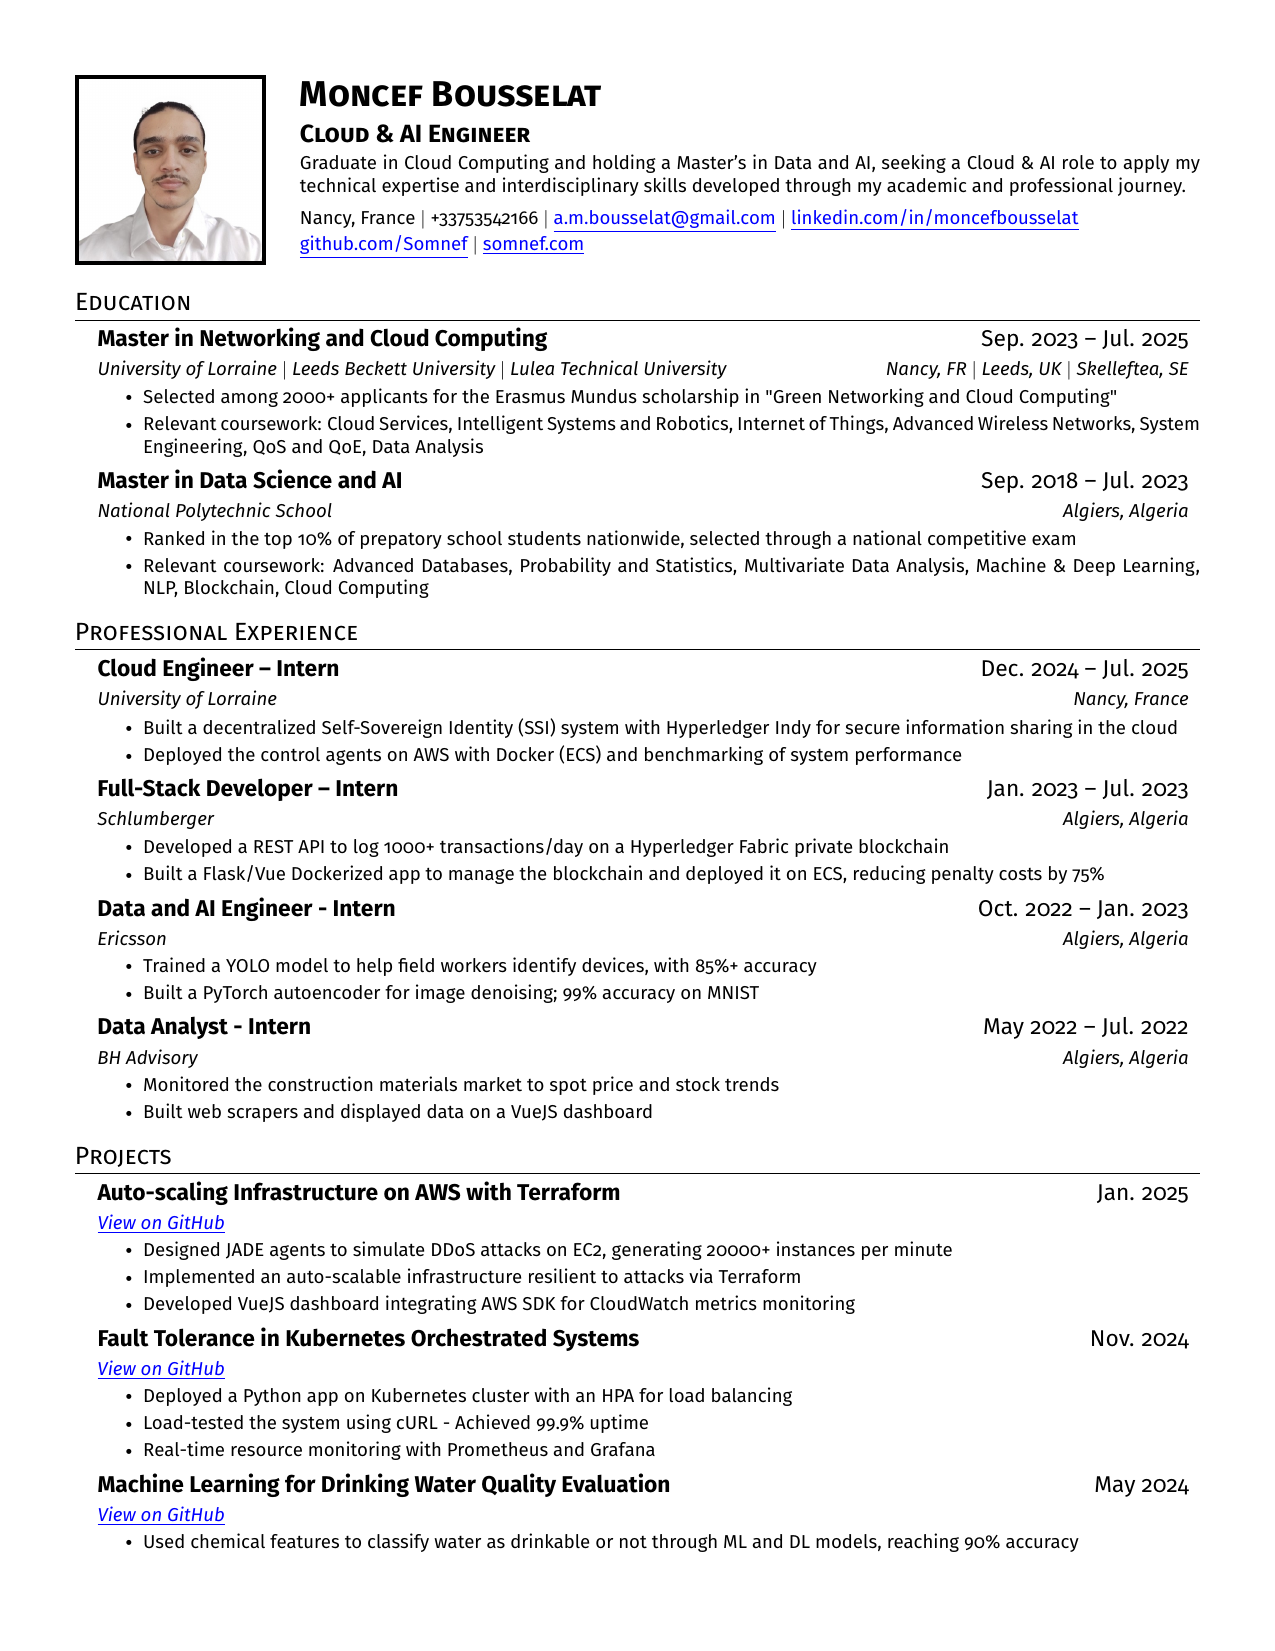 Moncef Bousselat
Cloud & AI Engineer
Graduate in Cloud Computing and holding a Master’s in Data and AI, seeking a Cloud & AI role to apply my
technical expertise and interdisciplinary skills developed through my academic and professional journey.
Nancy, France | +33753542166 | a.m.bousselat@gmail.com | linkedin.com/in/moncefbousselat
github.com/Somnef | somnef.com
Education
Master in Networking and Cloud Computing Sep. 2023 – Jul. 2025
University of Lorraine | Leeds Beckett University | Lulea Technical University Nancy, FR | Leeds, UK | Skelleftea, SE
• Selected among 2000+ applicants for the Erasmus Mundus scholarship in "Green Networking and Cloud Computing"
• Relevant coursework: Cloud Services, Intelligent Systems and Robotics, Internet of Things, Advanced Wireless Networks, System
Engineering, QoS and QoE, Data Analysis
Master in Data Science and AI Sep. 2018 – Jul. 2023
National Polytechnic School Algiers, Algeria
• Ranked in the top 10% of prepatory school students nationwide, selected through a national competitive exam
• Relevant coursework: Advanced Databases, Probability and Statistics, Multivariate Data Analysis, Machine & Deep Learning,
NLP, Blockchain, Cloud Computing
Professional Experience
Cloud Engineer – Intern Dec. 2024 – Jul. 2025
University of Lorraine Nancy, France
• Built a decentralized Self-Sovereign Identity (SSI) system with Hyperledger Indy for secure information sharing in the cloud
• Deployed the control agents on AWS with Docker (ECS) and benchmarking of system performance
Full-Stack Developer – Intern Jan. 2023 – Jul. 2023
Schlumberger Algiers, Algeria
• Developed a REST API to log 1000+ transactions/day on a Hyperledger Fabric private blockchain
• Built a Flask/Vue Dockerized app to manage the blockchain and deployed it on ECS, reducing penalty costs by 75%
Data and AI Engineer - Intern Oct. 2022 – Jan. 2023
Ericsson Algiers, Algeria
• Trained a YOLO model to help field workers identify devices, with 85%+ accuracy
• Built a PyTorch autoencoder for image denoising; 99% accuracy on MNIST
Data Analyst - Intern May 2022 – Jul. 2022
BH Advisory Algiers, Algeria
• Monitored the construction materials market to spot price and stock trends
• Built web scrapers and displayed data on a VueJS dashboard
Projects
Auto-scaling Infrastructure on AWS with Terraform Jan. 2025
View on GitHub
• Designed JADE agents to simulate DDoS attacks on EC2, generating 20000+ instances per minute
• Implemented an auto-scalable infrastructure resilient to attacks via Terraform
• Developed VueJS dashboard integrating AWS SDK for CloudWatch metrics monitoring
Fault Tolerance in Kubernetes Orchestrated Systems Nov. 2024
View on GitHub
• Deployed a Python app on Kubernetes cluster with an HPA for load balancing
• Load-tested the system using cURL - Achieved 99.9% uptime
• Real-time resource monitoring with Prometheus and Grafana
Machine Learning for Drinking Water Quality Evaluation May 2024
View on GitHub
• Used chemical features to classify water as drinkable or not through ML and DL models, reaching 90% accuracy